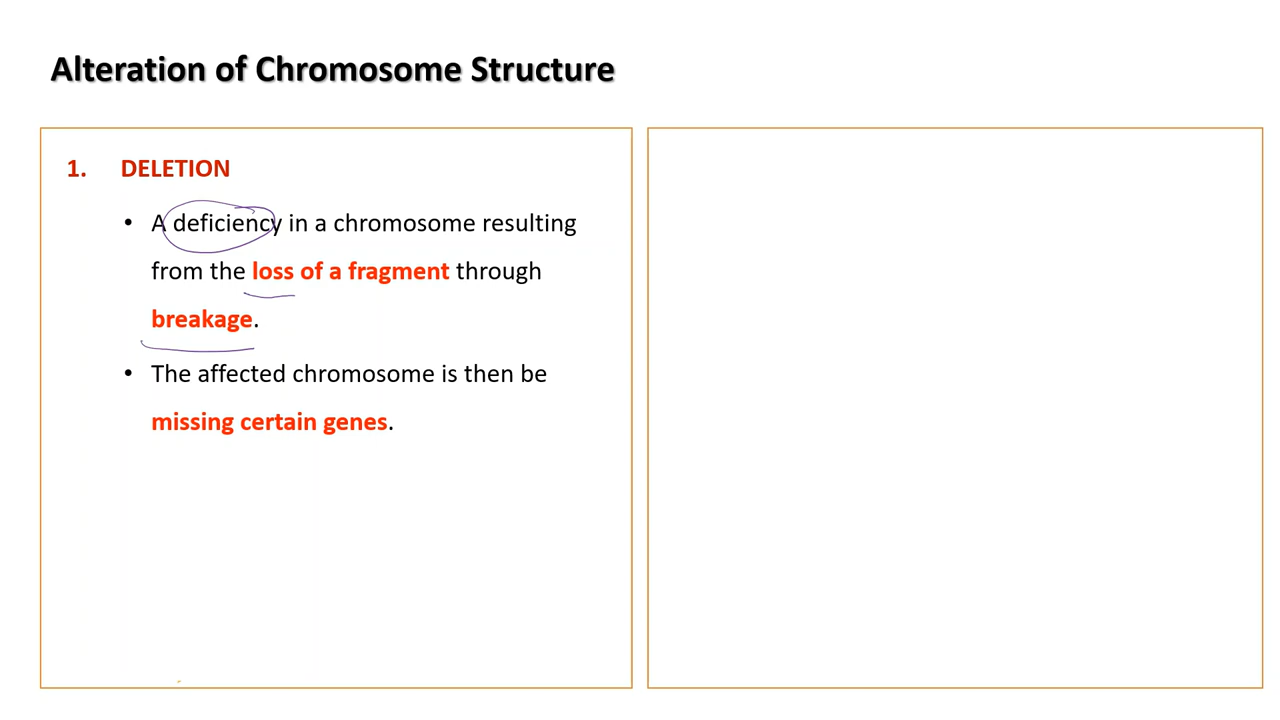 Alteration of Chromosome Structure
1. DELETION
• A deficiency in a chromosome resulting
from the loss of a fragment through
breakage.
• The affected chromosome is then be
missing certain genes.